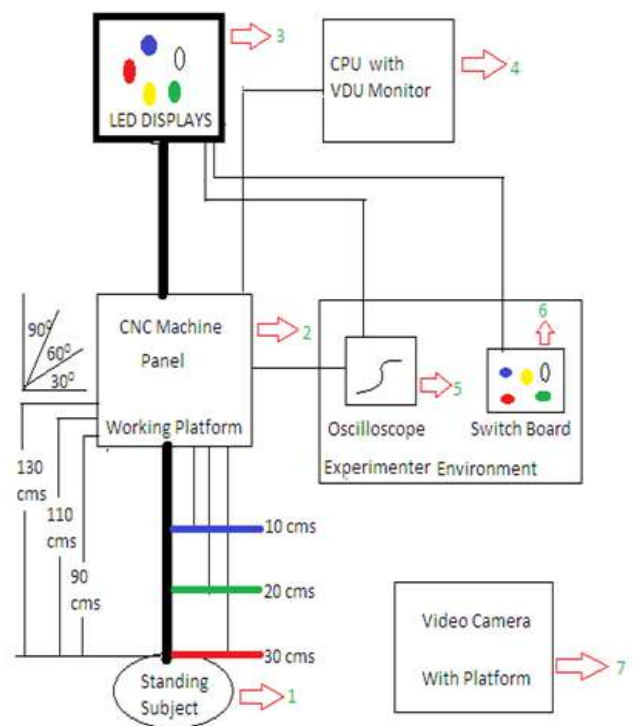 3
LED DISPLAYS
CPU with
VDU Monitor
4
90⁰
60⁰
30⁰
CNC Machine
Panel
Working Platform
2
6
5
Oscilloscope
Switch Board
Experimenter Environment
130
cms
110
cms
90
cms
10 cms
20 cms
30 cms
Standing
Subject
1
Video Camera
With Platform
7